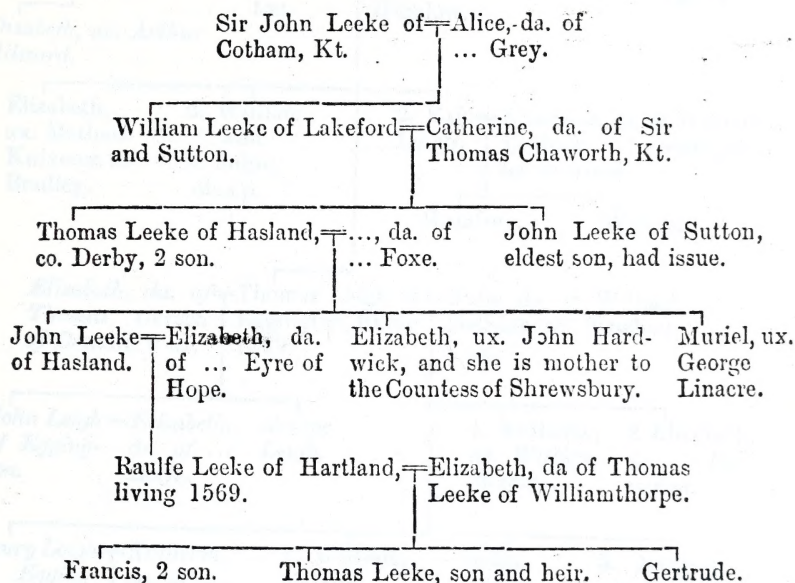 Sir John Leeke of Alice, da. of
Cotham, Kt. ... Grey.
William Leeke of Lakeford Catherine, da. of Sir
and Sutton. Thomas Chaworth, Kt.
Thomas Leeke of Hasland, ..., da. of John Leeke of Sutton,
co. Derby, 2 son. ... Foxe. eldest son, had issue.
John Leeke Elizabeth, da. Elizabeth, ux. John Hard- Muriel, ux.
of Hasland. of ... Eyre of wick, and she is mother to George
Hope. the Countess of Shrewsbury. Linacre.
Raulfe Leeke of Hartland, Elizabeth, da of Thomas
living 1569. Leeke of Williamthorpe.
Francis, 2 son. Thomas Leeke, son and heir. Gertrude.